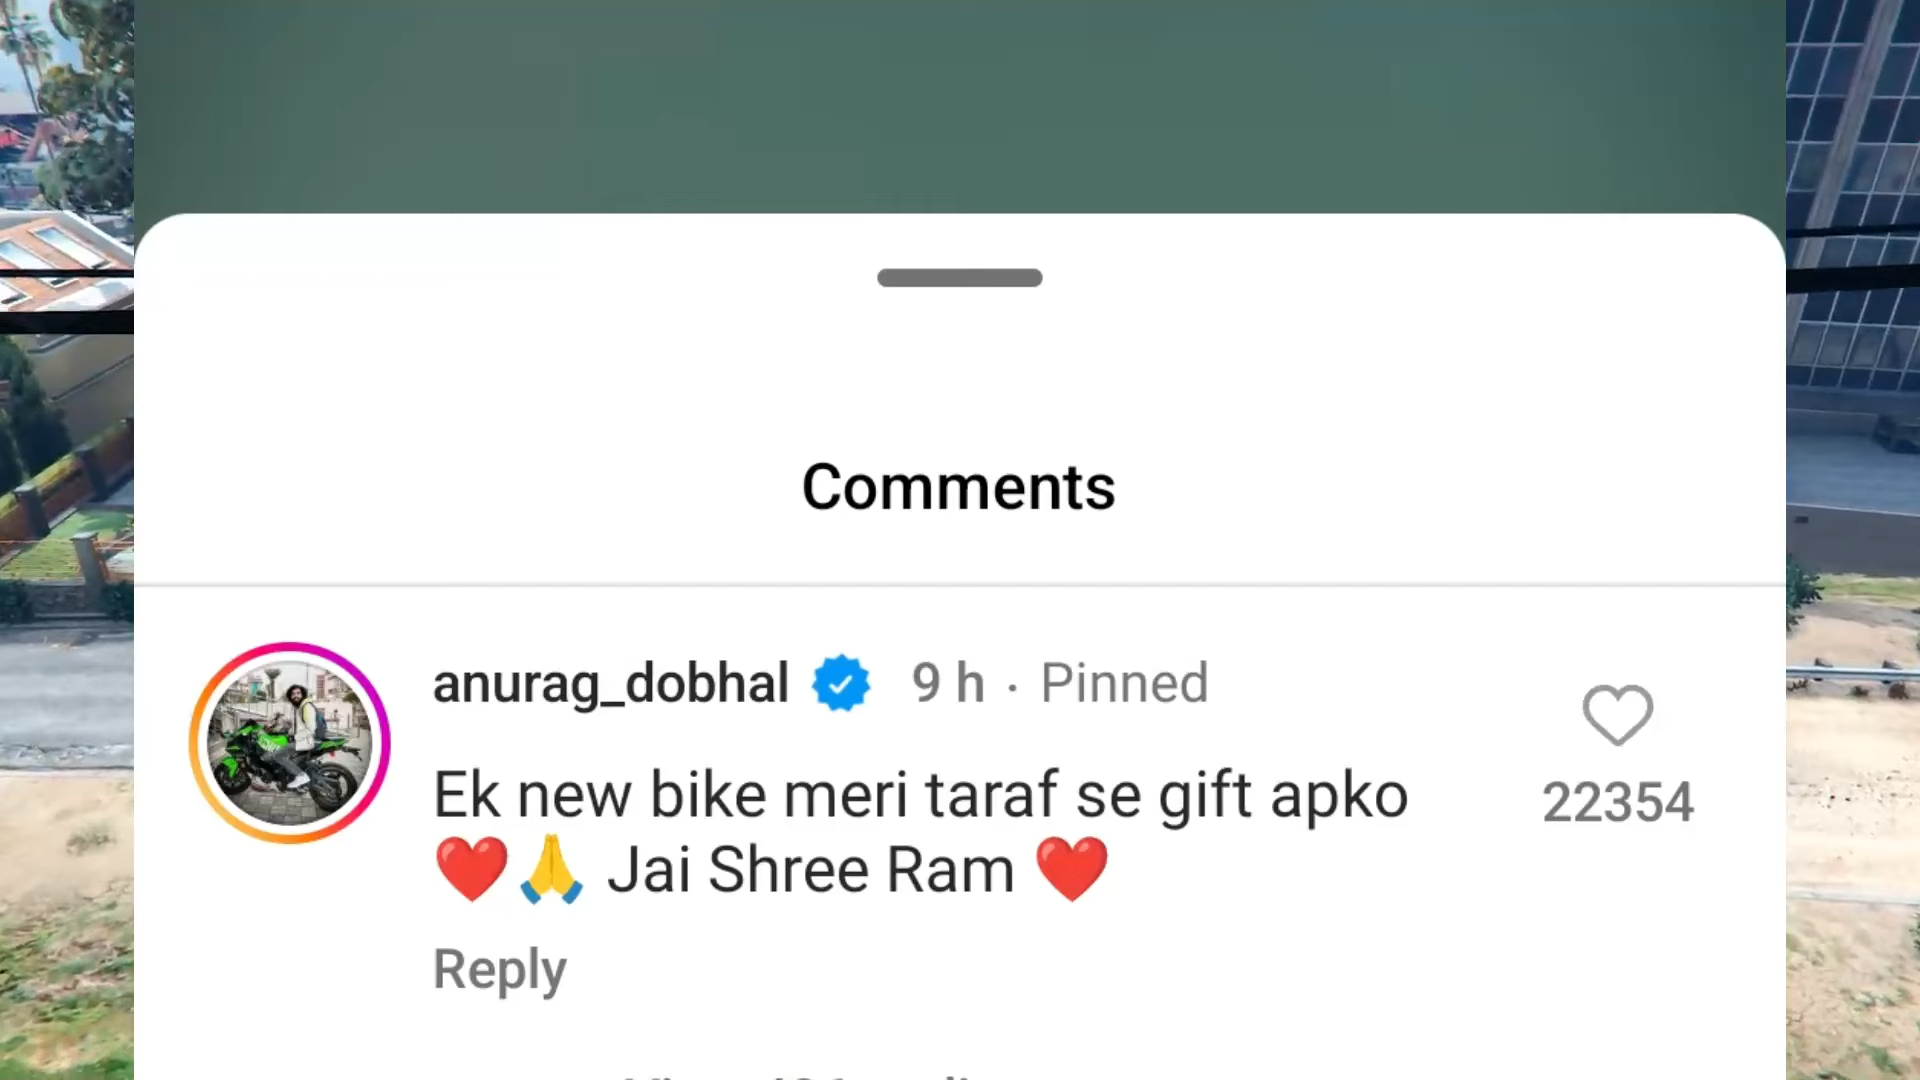 Comments
anurag_dobhal 9 h · Pinned
Ek new bike meri taraf se gift apko
❤️🙏 Jai Shree Ram ❤️
22354
Reply